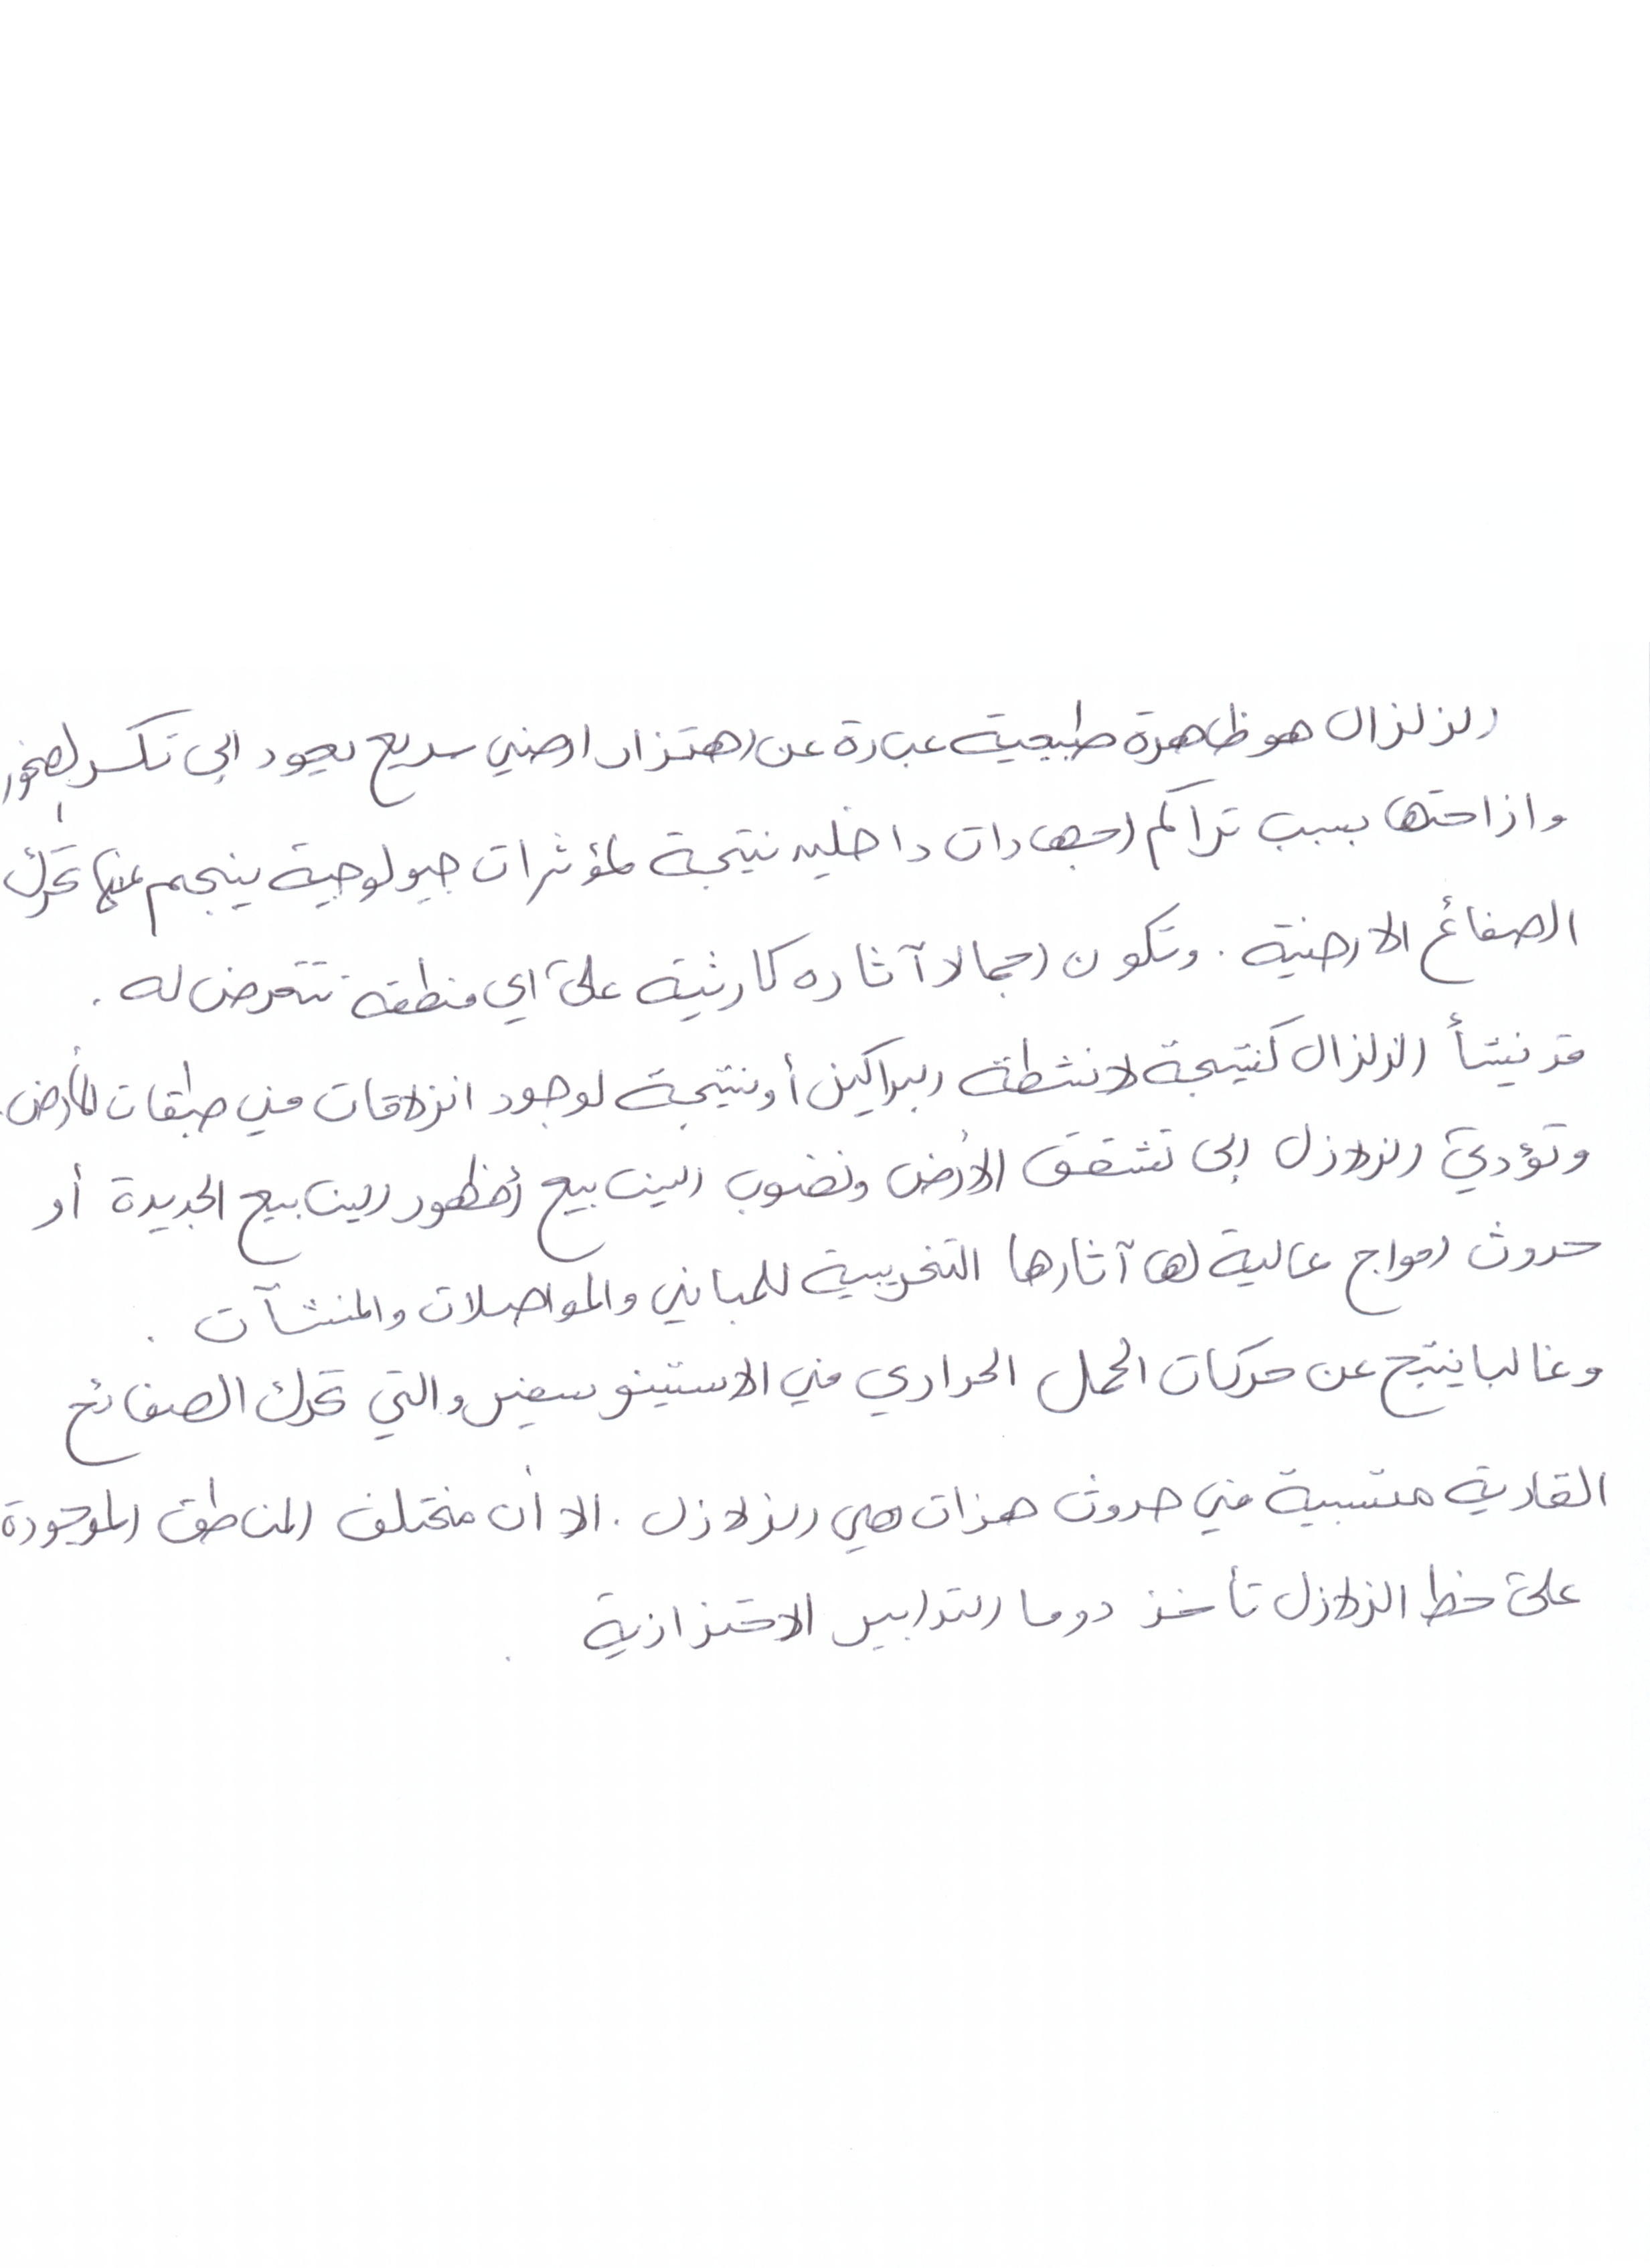 الزلزال هو ظاهرة طبيعية عبارة عن اهتزاز ارضي سريع يعود الى تكسر الصخور
وازاحتها بسبب تراكم اجهادات داخليه نتيجة لمؤثرات جيولوجية ينجم عنها تحرك
الصفائح الارضية . وتكون اجمالا آثاره كارثية على اي منطقة تتعرض له .
قد ينشأ الزلزال كنتيجة لانشطة البراكين أو نتيجة لوجود انزلاقات في طبقات الأرض .
وتؤدي الزلازل الى تشقق الأرض ونضوب الينابيع أو ظهور الينابيع الجديدة أو
حدوث امواج عالية لها آثارها التخريبية للمباني والمواصلات والمنشآت .
وغالبا ينتج عن حركات الحمل الحراري في الاستينوسفير والتي تحرك الصفائح
القارية متسببة في حدوث هزات هي الزلازل . الا أن مختلف المناطق الموجودة
على خط الزلازل تأخذ دوما التدابير الاحترازية .